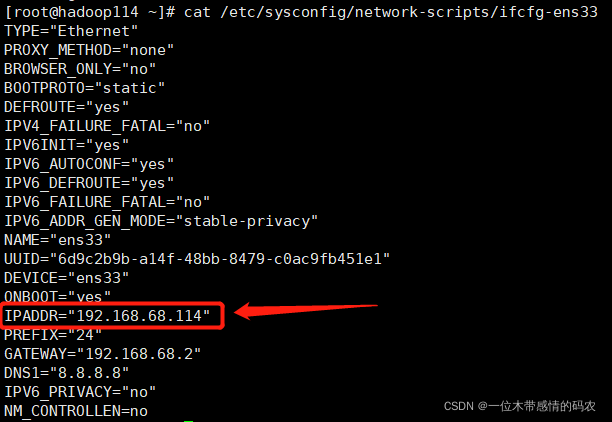 [root@hadoop114 ~]# cat /etc/sysconfig/network-scripts/ifcfg-ens33
TYPE="Ethernet"
PROXY_METHOD="none"
BROWSER_ONLY="no"
BOOTPROTO="static"
DEFROUTE="yes"
IPV4_FAILURE_FATAL="no"
IPV6INIT="yes"
IPV6_AUTOCONF="yes"
IPV6_DEFROUTE="yes"
IPV6_FAILURE_FATAL="no"
IPV6_ADDR_GEN_MODE="stable-privacy"
NAME="ens33"
UUID="6d9c2b9b-a14f-48bb-8479-c0ac9fb451e1"
DEVICE="ens33"
ONBOOT="yes"
IPADDR="192.168.68.114"
PREFIX="24"
GATEWAY="192.168.68.2"
DNS1="8.8.8.8"
IPV6_PRIVACY="no"
NM_CONTROLLEN=no
CSDN @一位木带感情的码农